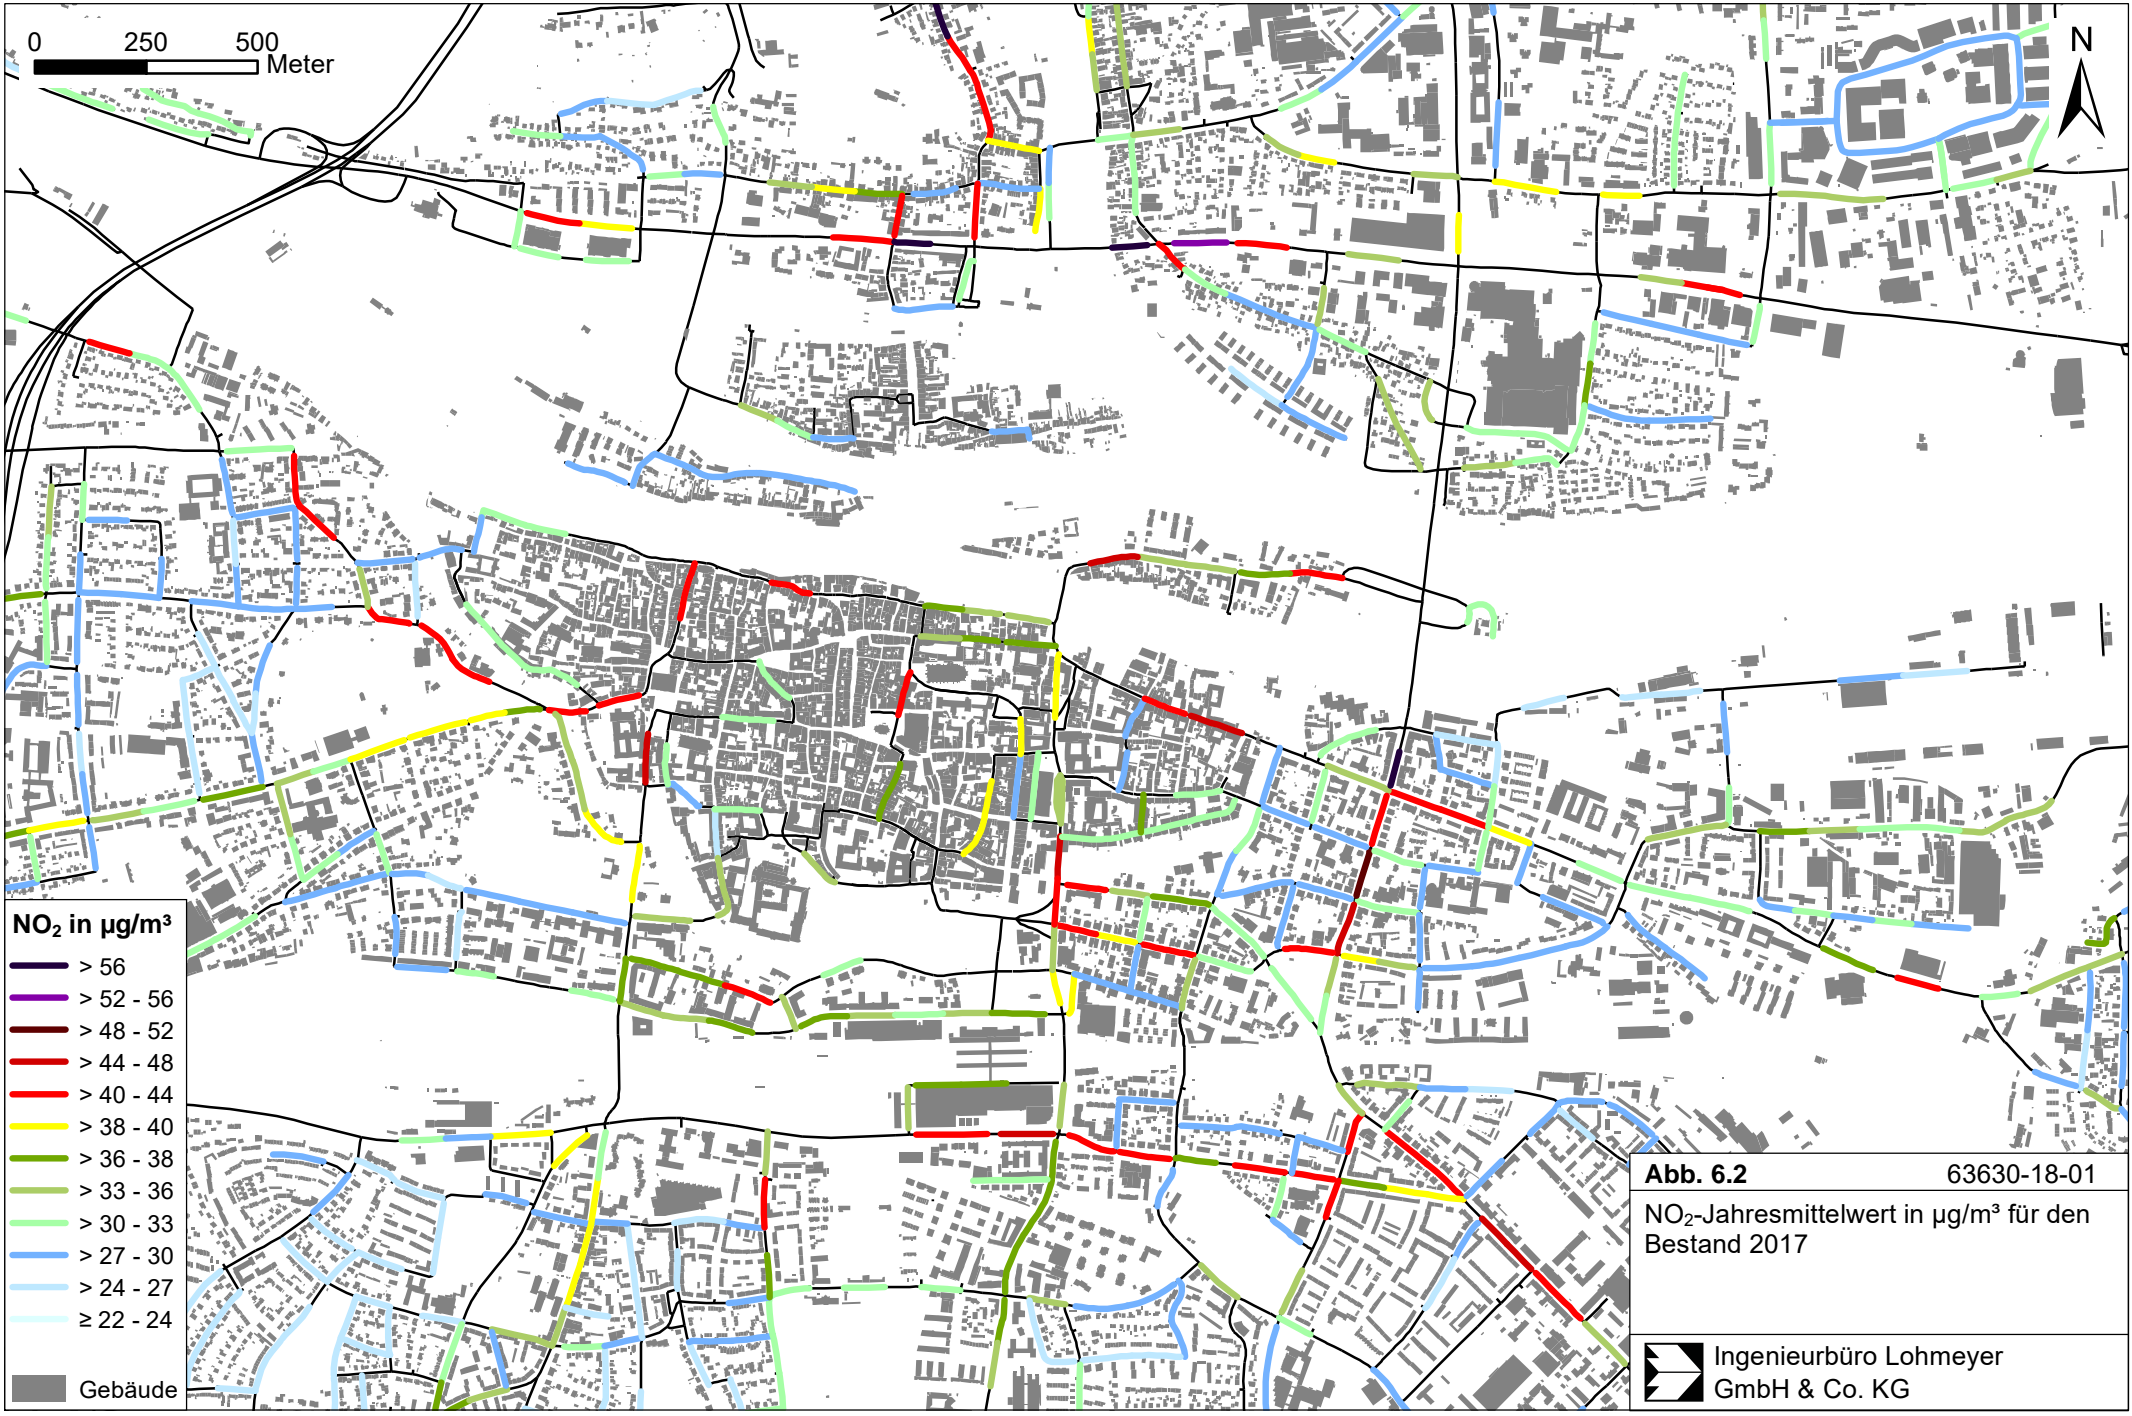 0 250 500
Meter
N
NO₂ in µg/m³
> 56
> 52 - 56
> 48 - 52
> 44 - 48
> 40 - 44
> 38 - 40
> 36 - 38
> 33 - 36
> 30 - 33
> 27 - 30
> 24 - 27
≥ 22 - 24
Gebäude
Abb. 6.2 63630-18-01
NO₂-Jahresmittelwert in µg/m³ für den
Bestand 2017
Ingenieurbüro Lohmeyer
GmbH & Co. KG